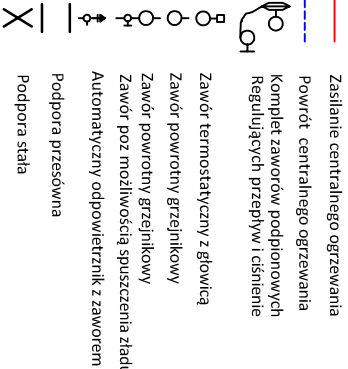 Zasilanie centralnego ogrzewania
Powrót centralnego ogrzewania
Komplet zaworów podpionowych
Regulujących przepływ i ciśnienie
Zawór termostatyczny z głowicą
Zawór powrotny grzejnikowy
Zawór powrotny grzejnikowy
Zawór poz możliwością spuszczenia zładu
Automatyczny odpowietrznik z zaworem
Podpora przesówna
Podpora stała